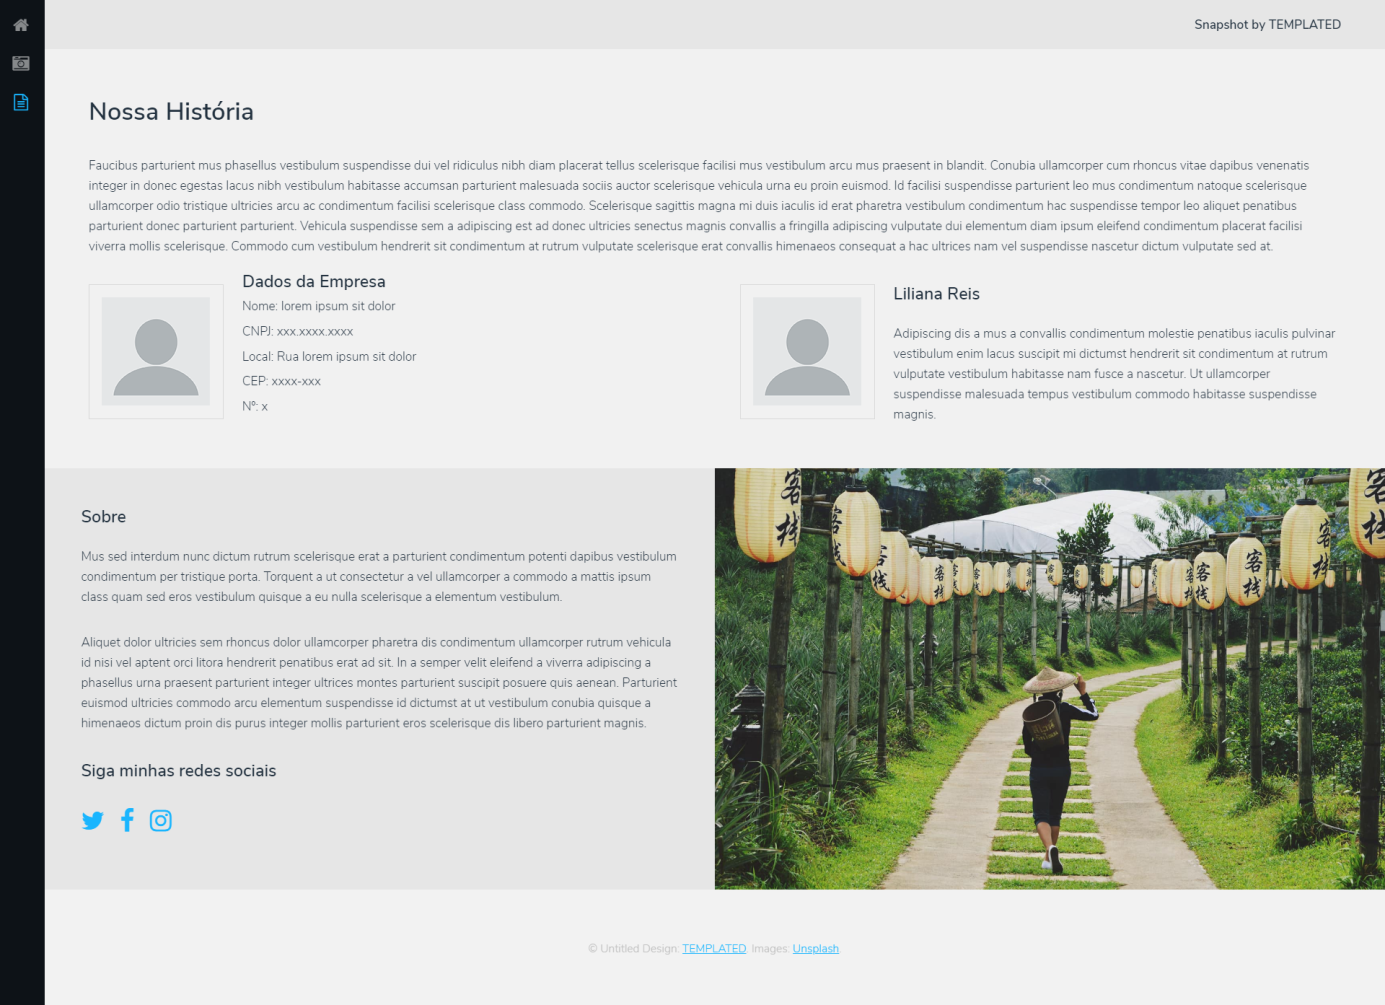 Snapshot by TEMPLATED
Nossa História
Faucibus parturient mus phasellus vestibulum suspendisse dui vel ridiculus nibh diam placerat tellus scelerisque facilisi mus vestibulum arcu mus praesent in blandit. Conubia ullamcorper cum rhoncus vitae dapibus venenatis
integer in donec egestas lacus nibh vestibulum habitasse accumsan parturient malesuada sociis auctor scelerisque vehicula urna eu proin euismod. Id facilisi suspendisse parturient leo mus condimentum natoque scelerisque
ullamcorper odio tristique ultricies arcu ac condimentum facilisi scelerisque class commodo. Scelerisque sagittis magna mi duis iaculis id erat pharetra vestibulum condimentum hac suspendisse tempor leo aliquet penatibus
parturient donec parturient parturient. Vehicula suspendisse sem a adipiscing est ad donec ultricies senectus magnis convallis a fringilla adipiscing vulputate dui elementum diam ipsum eleifend condimentum placerat facilisi
viverra mollis scelerisque. Commodo cum vestibulum hendrerit sit condimentum at rutrum vulputate scelerisque erat convallis himenaeos consequat a hac ultrices nam vel suspendisse nascetur dictum vulputate sed at.
Dados da Empresa
Nome: lorem ipsum sit dolor
CNPJ: xxx.xxxx.xxxx
Local: Rua lorem ipsum sit dolor
CEP: xxxx-xxx
Nº: x
Liliana Reis
Adipiscing dis a mus a convallis condimentum molestie penatibus iaculis pulvinar
vestibulum enim lacus suscipit mi dictumst hendrerit sit condimentum at rutrum
vulputate vestibulum habitasse nam fusce a nascetur. Ut ullamcorper
suspendisse malesuada tempus vestibulum commodo habitasse suspendisse
magnis.
Sobre
Mus sed interdum nunc dictum rutrum scelerisque erat a parturient condimentum potenti dapibus vestibulum
condimentum per tristique porta. Torquent a ut consectetur a vel ullamcorper a commodo a mattis ipsum
class quam sed eros vestibulum quisque a eu nulla scelerisque a elementum vestibulum.
Aliquet dolor ultricies sem rhoncus dolor ullamcorper pharetra dis condimentum ullamcorper rutrum vehicula
id nisi vel aptent orci litora hendrerit penatibus erat ad sit. In a semper velit eleifend a viverra adipiscing a
phasellus urna praesent parturient integer ultrices montes parturient suscipit posuere quis aenean. Parturient
euismod ultricies commodo arcu elementum suspendisse id dictumst at ut vestibulum conubia quisque a
himenaeos dictum proin dis purus integer mollis parturient eros scelerisque dis libero parturient magnis.
Siga minhas redes sociais
客栈
客栈
客栈
客栈
客栈
客栈
客栈
客栈
© Untitled Design: TEMPLATED. Images: Unsplash.